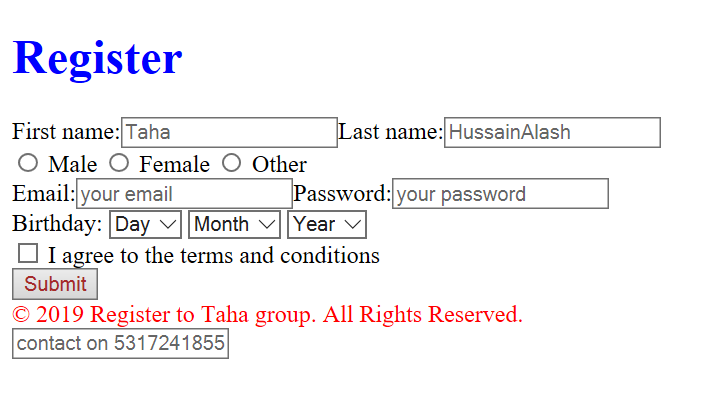 Register
First name: Taha Last name: HussainAlash
Male Female Other
Email: your email Password: your password
Birthday: Day Month Year
I agree to the terms and conditions
Submit
© 2019 Register to Taha group. All Rights Reserved.
contact on 5317241855